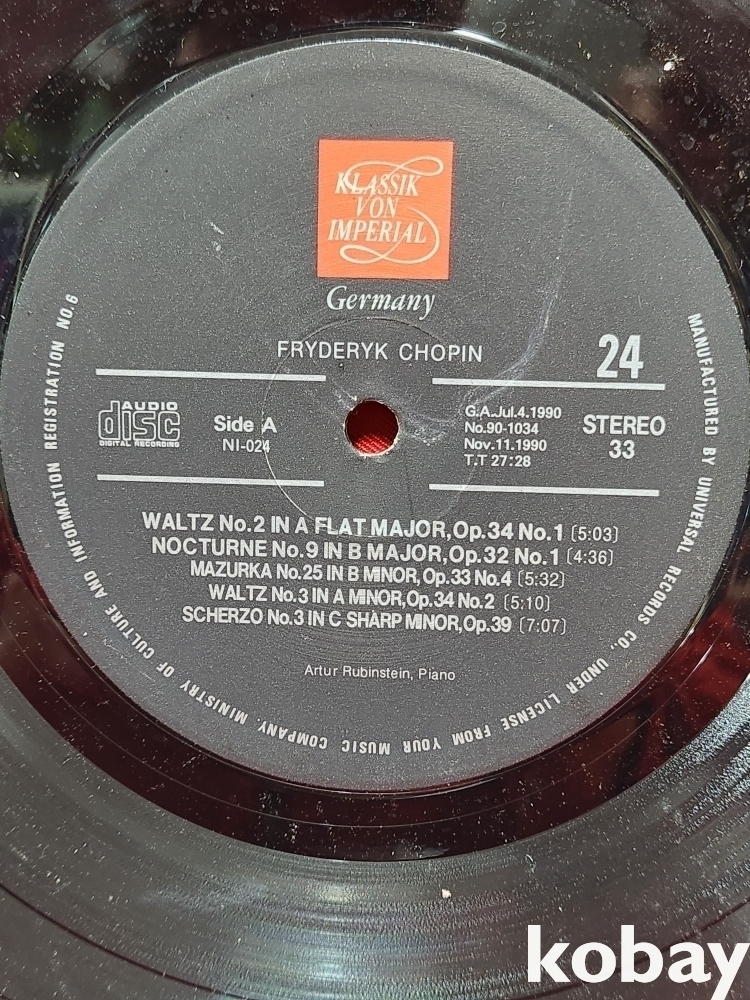 KLASSIK
VON
IMPERIAL
Germany
FRYDERYK CHOPIN
24
disc
AUDIO
DIGITAL RECORDING
Side A
NI-024
G.A.Jul.4.1990
No.90-1034
Nov.11.1990
T.T 27:28
STEREO
33
WALTZ No.2 IN A FLAT MAJOR,Op.34 No.1 (5:03)
NOCTURNE No.9 IN B MAJOR,Op.32 No.1 (4:36)
MAZURKA No.25 IN B MINOR,Op.33 No.4 (5:32)
WALTZ No.3 IN A MINOR,Op.34 No.2 (5:10)
SCHERZO No.3 IN C SHARP MINOR,Op.39 (7:07)
Artur Rubinstein, Piano
MANUFACTURED BY UNIVERSAL RECORDS CO., UNDER LICENSE FROM YOUR MUSIC COMPANY. MINISTRY OF CULTURE AND INFORMATION REGISTRATION NO.6
kobay